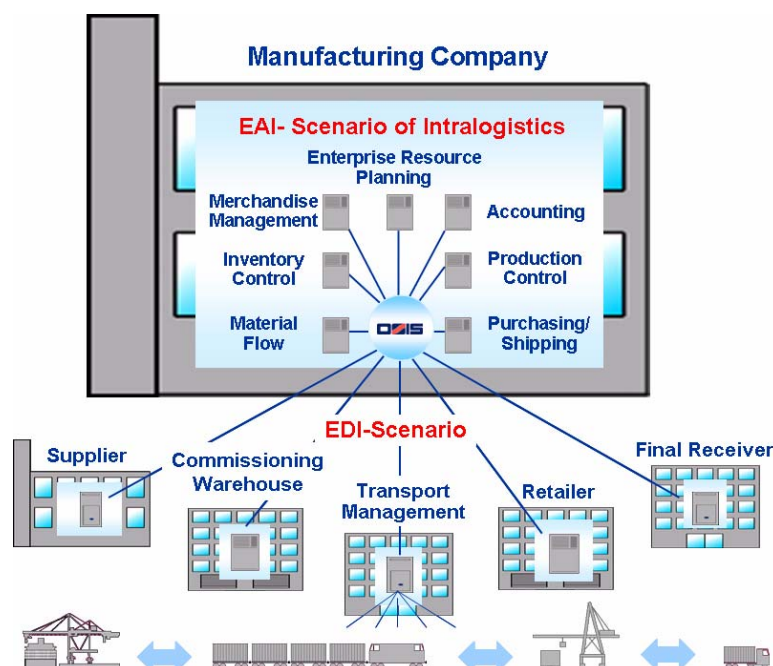 Manufacturing Company
EAI- Scenario of Intralogistics
Enterprise Resource
Planning
Merchandise
Management
Accounting
Inventory
Control
Production
Control
Material
Flow
Purchasing/
Shipping
EDI-Scenario
Supplier
Commissioning
Warehouse
Transport
Management
Retailer
Final Receiver